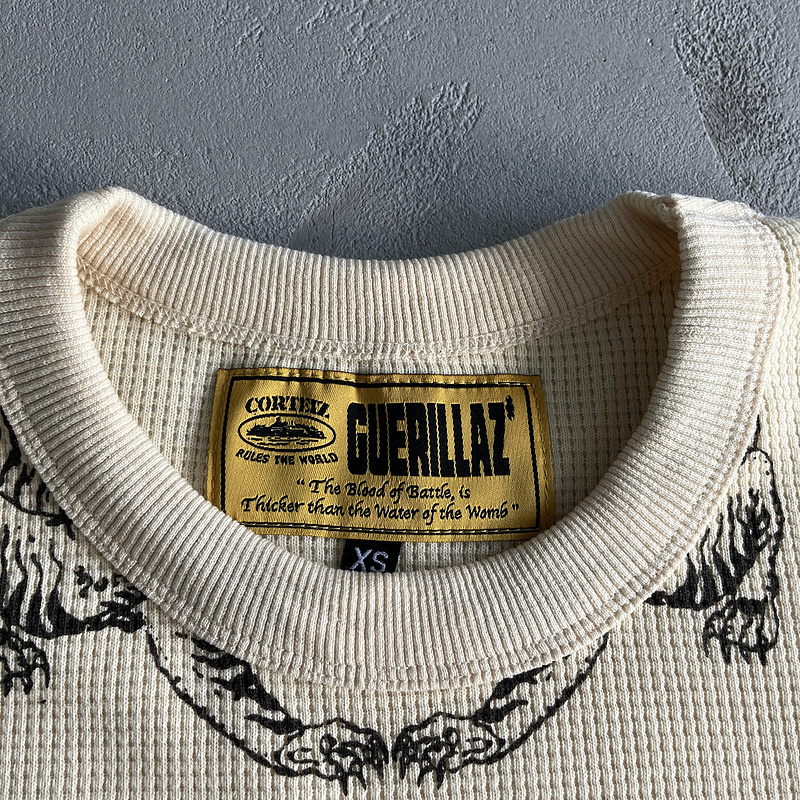 CORTEIZ
RULES THE WORLD
GUERILLAZ
" The Blood of Battle, is
Thicker than the Water of the Womb "
XS